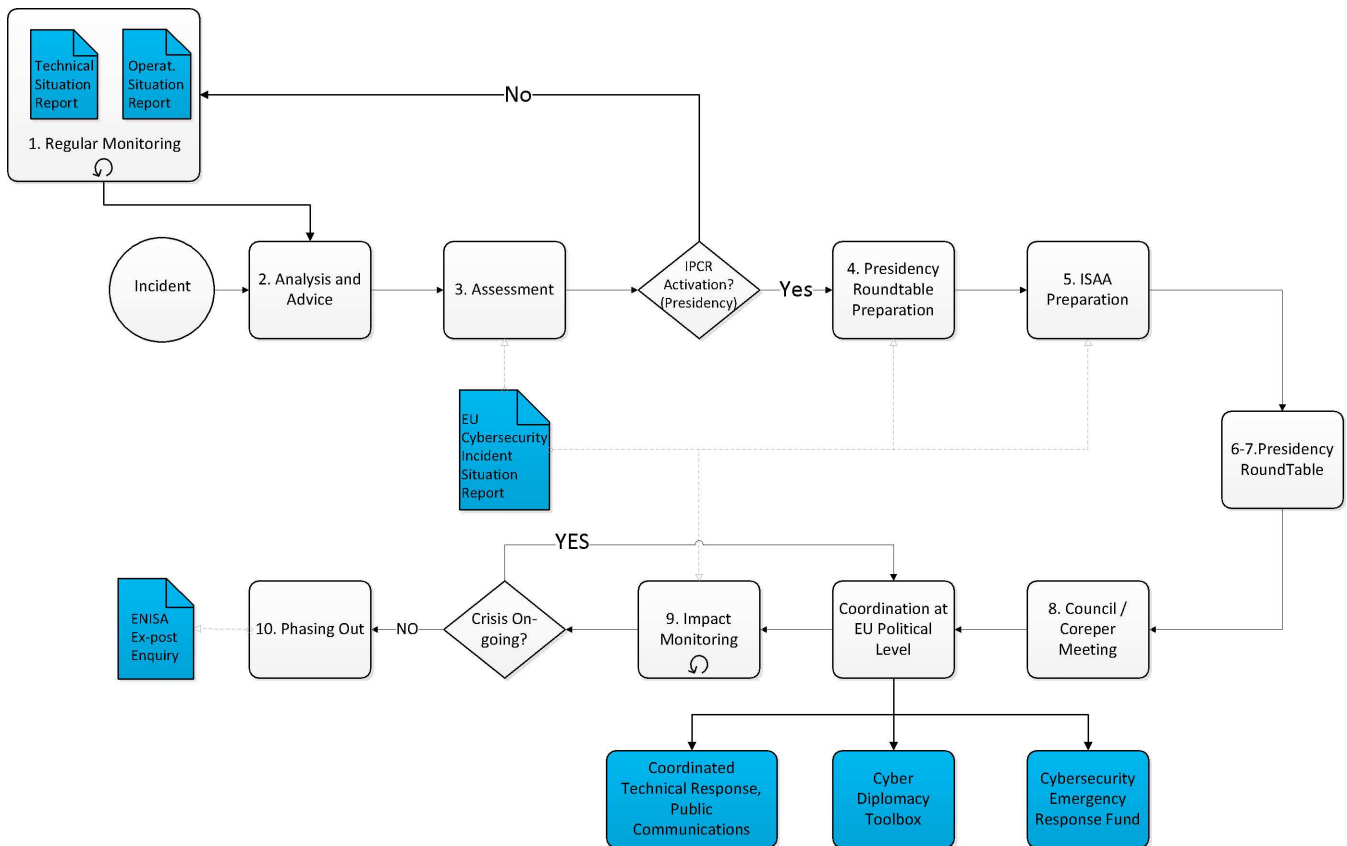 Technical
Situation
Report
Operat.
Situation
Report
1. Regular Monitoring
No
Incident
2. Analysis and
Advice
3. Assessment
IPCR
Activation?
(Presidency)
Yes
4. Presidency
Roundtable
Preparation
5. ISAA
Preparation
EU
Cybersecurity
Incident
Situation
Report
6-7.Presidency
RoundTable
YES
ENISA
Ex-post
Enquiry
10. Phasing Out
NO
Crisis On-
going?
9. Impact
Monitoring
Coordination at
EU Political
Level
8. Council /
Coreper
Meeting
Coordinated
Technical Response,
Public
Communications
Cyber
Diplomacy
Toolbox
Cybersecurity
Emergency
Response Fund